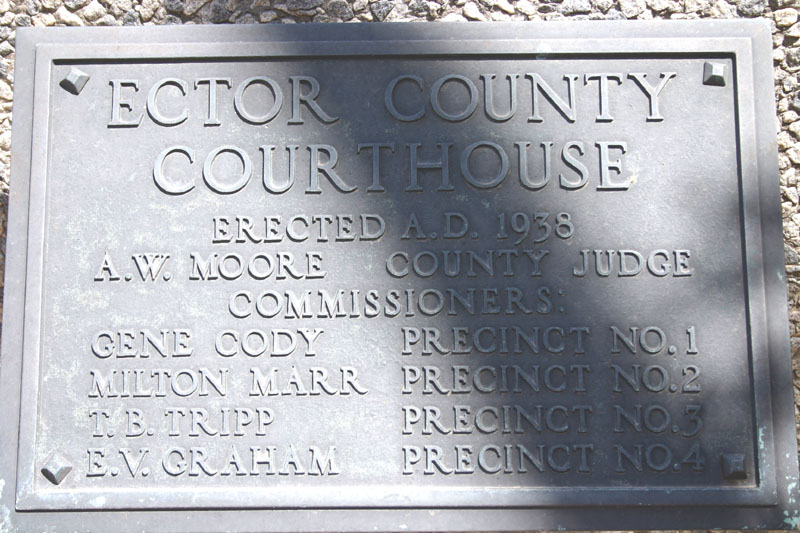 ECTOR COUNTY
COURTHOUSE
ERECTED A.D. 1938
A.W. MOORE COUNTY JUDGE
COMMISSIONERS:
GENE CODY PRECINCT NO.1
MILTON MARR PRECINCT NO.2
T.B. TRIPP PRECINCT NO.3
E.V. GRAHAM PRECINCT NO.4